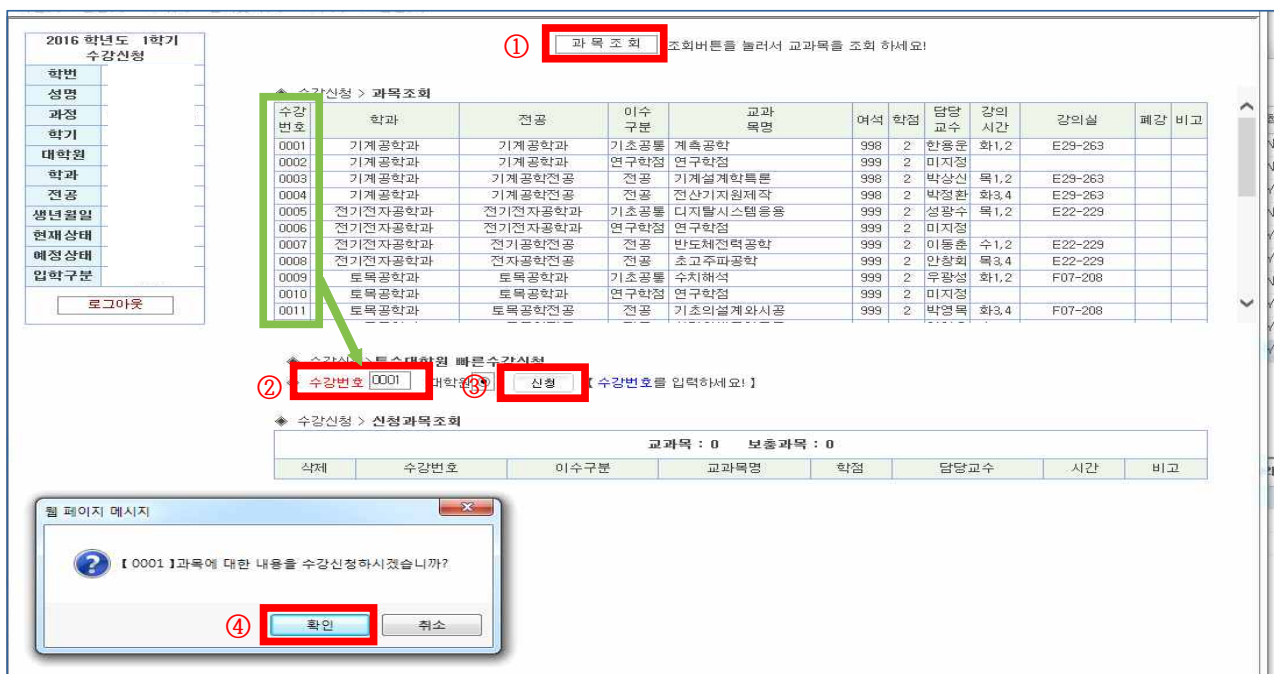 2016 학년도 1학기
수강신청
학번
성명
과정
학기
대학원
학과
전공
생년월일
현재상태
예정상태
입학구분
로그아웃
① 과 목 조 회 조회버튼을 눌러서 교과목을 조회 하세요!
◈ 수강신청 > 과목조회
수강번호 학과 전공 이수구분 교과목명 여석 학점 담당교수 강의시간 강의실 폐강 비고
0001 기계공학과 기계공학과 기초공통 계측공학 998 2 한용운 화1,2 E29-263
0002 기계공학과 기계공학과 연구학점 연구학점 999 2 미지정
0003 기계공학과 기계공학전공 전공 기계설계학특론 998 2 박상신 목1,2 E29-263
0004 기계공학과 기계공학전공 전공 전산기지원제작 998 2 박정환 화3,4 E29-263
0005 전기전자공학과 전기전자공학과 기초공통 디지탈시스템응용 999 2 성광수 목1,2 E22-229
0006 전기전자공학과 전기전자공학과 연구학점 연구학점 999 2 미지정
0007 전기전자공학과 전기공학전공 전공 반도체전력공학 999 2 이동춘 수1,2 E22-229
0008 전기전자공학과 전자공학전공 전공 초고주파공학 999 2 안창회 목3,4 E22-229
0009 토목공학과 토목공학과 기초공통 수치해석 999 2 우광성 화1,2 F07-208
0010 토목공학과 토목공학과 연구학점 연구학점 999 2 미지정
0011 토목공학과 토목공학전공 전공 기초의설계와시공 999 2 박영목 화3,4 F07-208
◈ 수강신청 > 특수대학원 빠른수강신청
② 수강번호 0001 대학원 ③ 신청 【 수강번호를 입력하세요! 】
◈ 수강신청 > 신청과목조회
교과목 : 0 보충과목 : 0
삭제 수강번호 이수구분 교과목명 학점 담당교수 시간 비고
웹 페이지 메시지
【 0001 】과목에 대한 내용을 수강신청하시겠습니까?
④ 확인 취소